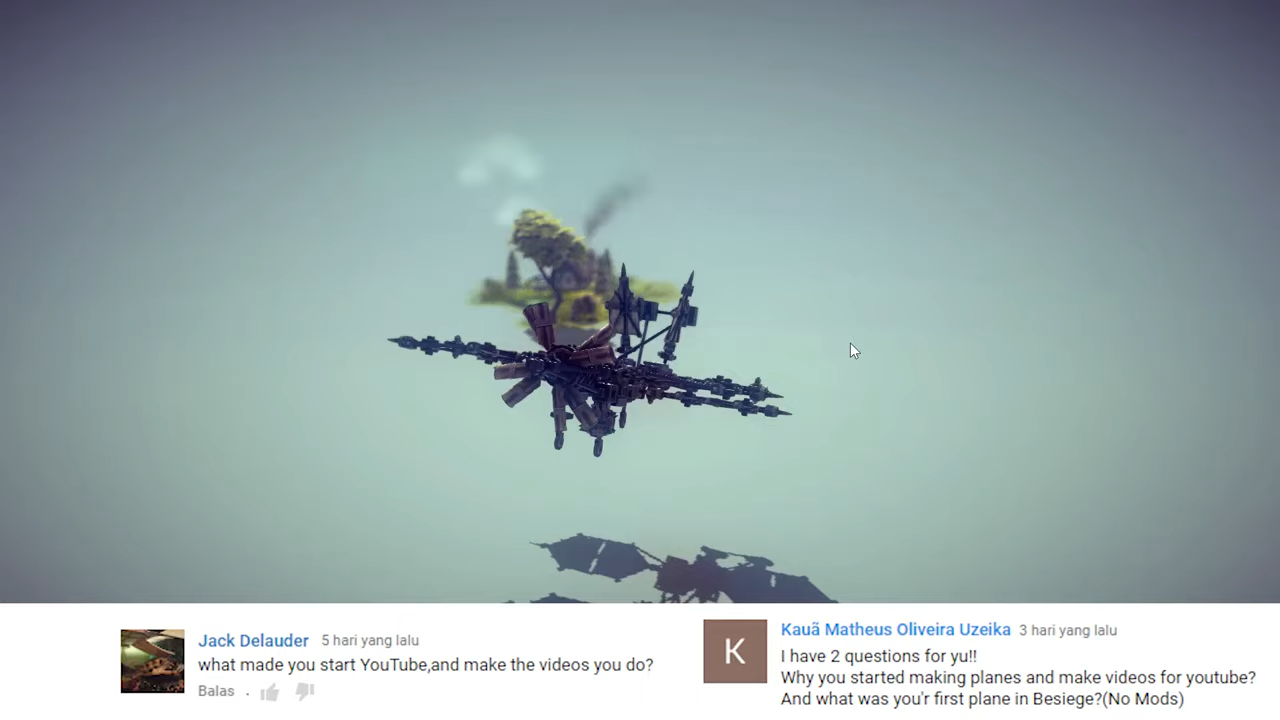 Jack Delauder 5 hari yang lalu
what made you start YouTube,and make the videos you do?
Balas .
K
Kauã Matheus Oliveira Uzeika 3 hari yang lalu
I have 2 questions for yu!!
Why you started making planes and make videos for youtube?
And what was you'r first plane in Besiege?(No Mods)